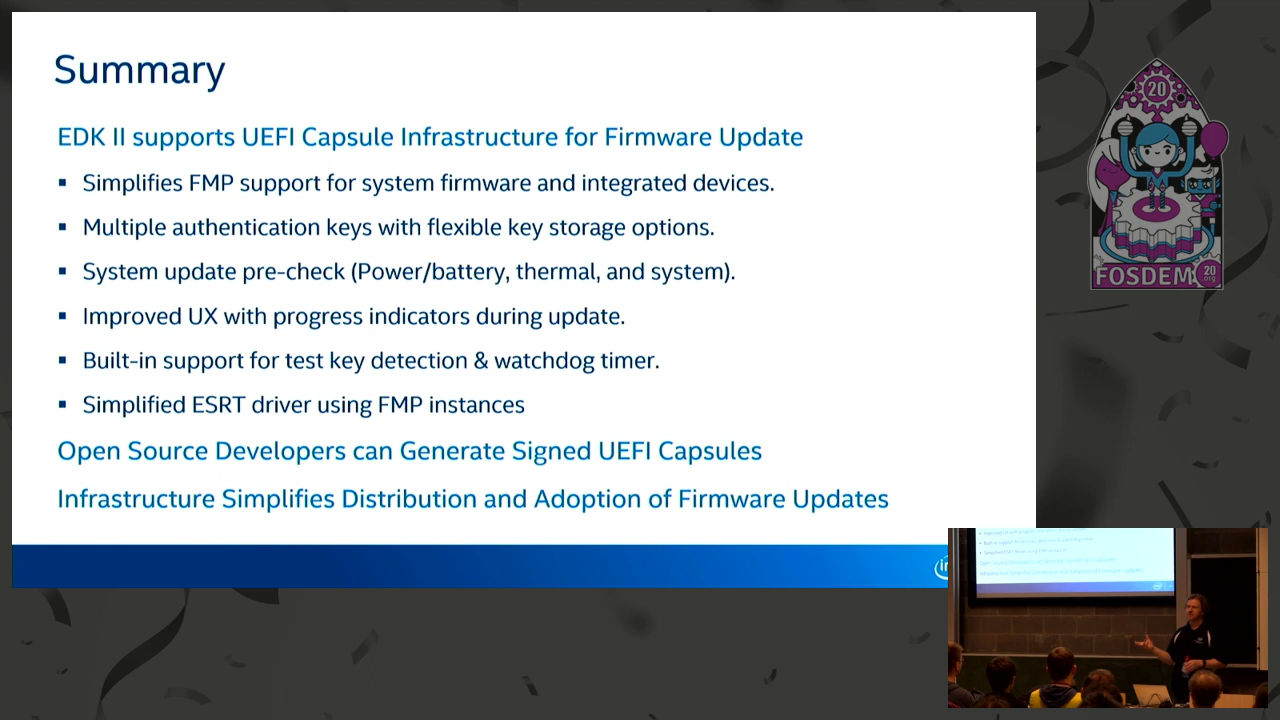 Summary
EDK II supports UEFI Capsule Infrastructure for Firmware Update
▪ Simplifies FMP support for system firmware and integrated devices.
▪ Multiple authentication keys with flexible key storage options.
▪ System update pre-check (Power/battery, thermal, and system).
▪ Improved UX with progress indicators during update.
▪ Built-in support for test key detection & watchdog timer.
▪ Simplified ESRT driver using FMP instances
Open Source Developers can Generate Signed UEFI Capsules
Infrastructure Simplifies Distribution and Adoption of Firmware Updates
20
FOSDEM
20
.org